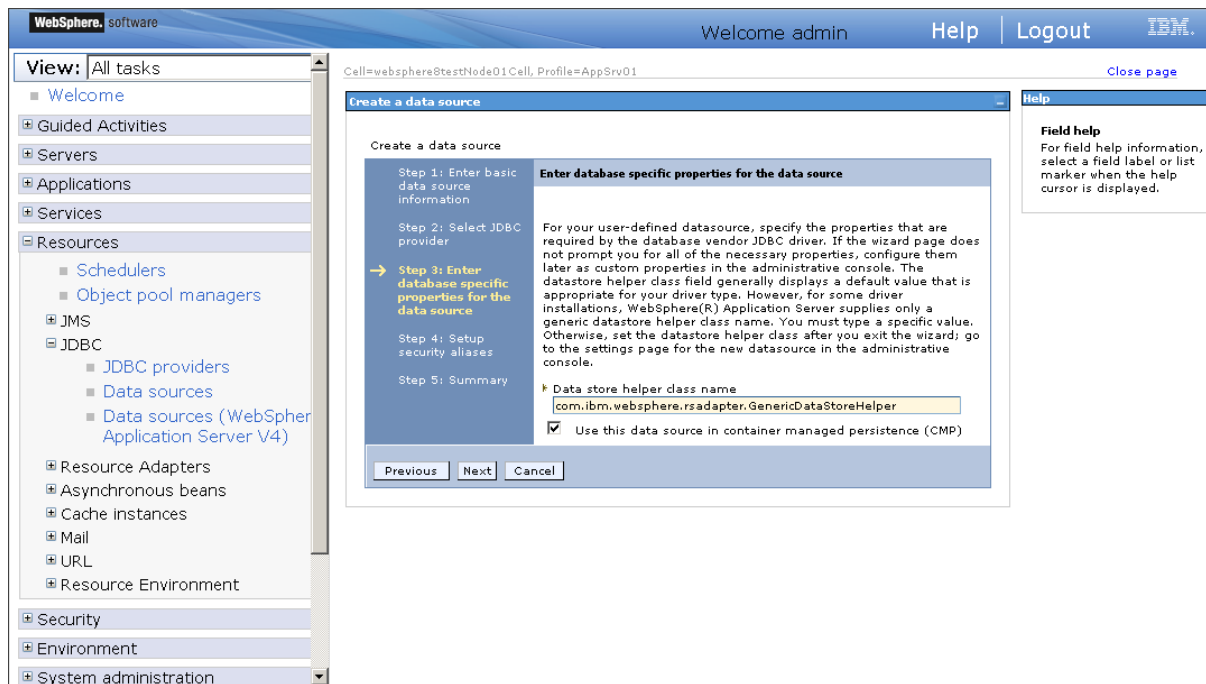 WebSphere. software
Welcome admin
Help
Logout
IBM.
View: All tasks
Welcome
Guided Activities
Servers
Applications
Services
Resources
Schedulers
Object pool managers
JMS
JDBC
JDBC providers
Data sources
Data sources (WebSpher
Application Server V4)
Resource Adapters
Asynchronous beans
Cache instances
Mail
URL
Resource Environment
Security
Environment
System administration
Cell=websphere8testNode01Cell, Profile=AppSrv01
Close page
Create a data source
Create a data source
Step 1: Enter basic
data source
information
Step 2: Select JDBC
provider
Step 3: Enter
database specific
properties for the
data source
Step 4: Setup
security aliases
Step 5: Summary
Enter database specific properties for the data source
For your user-defined datasource, specify the properties that are
required by the database vendor JDBC driver. If the wizard page does
not prompt you for all of the necessary properties, configure them
later as custom properties in the administrative console. The
datastore helper class field generally displays a default value that is
appropriate for your driver type. However, for some driver
installations, WebSphere(R) Application Server supplies only a
generic datastore helper class name. You must type a specific value.
Otherwise, set the datastore helper class after you exit the wizard; go
to the settings page for the new datasource in the administrative
console.
Data store helper class name
com.ibm.websphere.rsadapter.GenericDataStoreHelper
Use this data source in container managed persistence (CMP)
Previous
Next
Cancel
Help
Field help
For field help information,
select a field label or list
marker when the help
cursor is displayed.